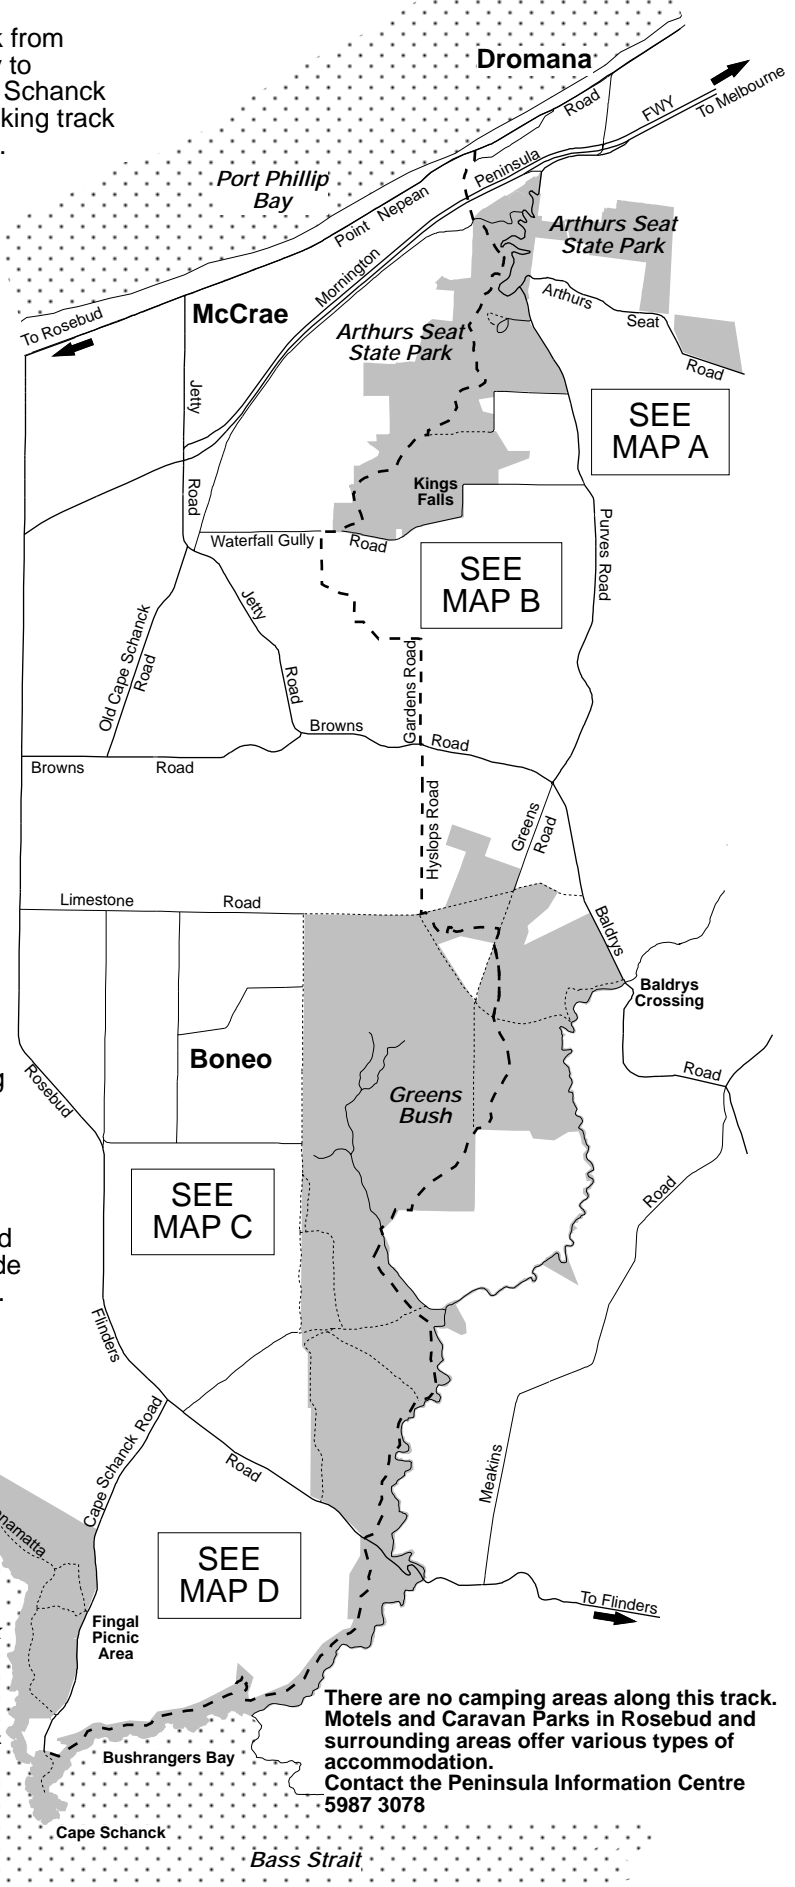 k from
y to
Schanck
king track
.
Dromana
Road
FWY
To Melbourne
Port Phillip
Bay
Peninsula
Point Nepean
Mornington
Arthurs Seat
State Park
Arthurs
Seat
Road
To Rosebud
McCrae
Arthurs Seat
State Park
SEE
MAP A
Jetty
Road
Kings
Falls
Waterfall Gully
Road
Purves Road
SEE
MAP B
Jetty
Road
Old Cape Schanck
Road
Gardens Road
Browns
Road
Browns
Road
Hyslops Road
Greens
Road
Limestone
Road
Baldrys
Baldrys
Crossing
Road
g
Rosebud
Boneo
Greens
Bush
SEE
MAP C
Road
d
de
.
Flinders
Cape Schanck Road
Road
Meakins
namatta
SEE
MAP D
To Flinders
Fingal
Picnic
Area
There are no camping areas along this track.
Motels and Caravan Parks in Rosebud and
surrounding areas offer various types of
accommodation.
Contact the Peninsula Information Centre
5987 3078
Bushrangers Bay
Cape Schanck
Bass Strait